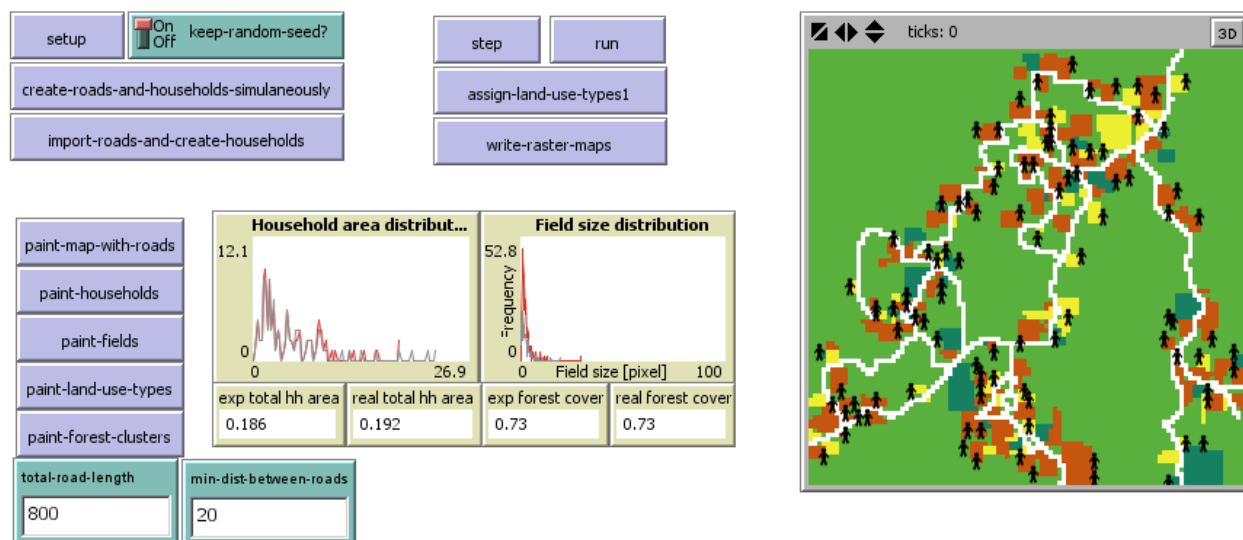 setup
On
Off
keep-random-seed?
create-roads-and-households-simulaneously
import-roads-and-create-households
step
run
assign-land-use-types1
write-raster-maps
ticks: 0
3D
paint-map-with-roads
paint-households
paint-fields
paint-land-use-types
paint-forest-clusters
Household area distribut...
12.1
0
0
26.9
Field size distribution
52.8
Frequency
0
0
Field size [pixel]
100
exp total hh area
0.186
real total hh area
0.192
exp forest cover
0.73
real forest cover
0.73
total-road-length
800
min-dist-between-roads
20